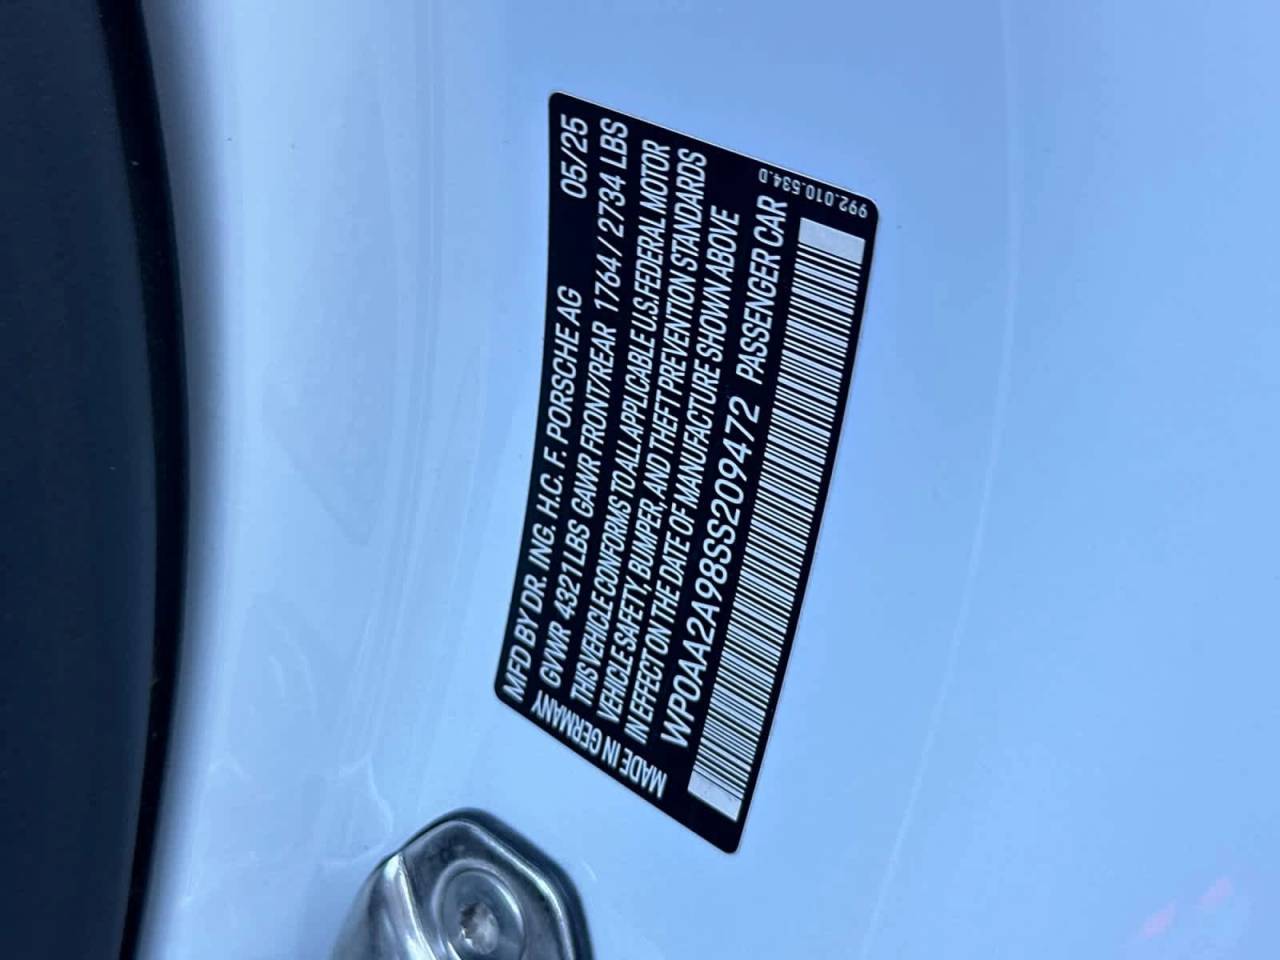 MFD BY DR. ING. H.C. F. PORSCHE AG 05/25
GVWR 4321 LBS GAWR FRONT/REAR 1764 / 2734 LBS
THIS VEHICLE CONFORMS TO ALL APPLICABLE U.S. FEDERAL MOTOR
VEHICLE SAFETY, BUMPER, AND THEFT PREVENTION STANDARDS
IN EFFECT ON THE DATE OF MANUFACTURE SHOWN ABOVE
WP0AA2A98SS209472 PASSENGER CAR
MADE IN GERMANY
992.010.534.D